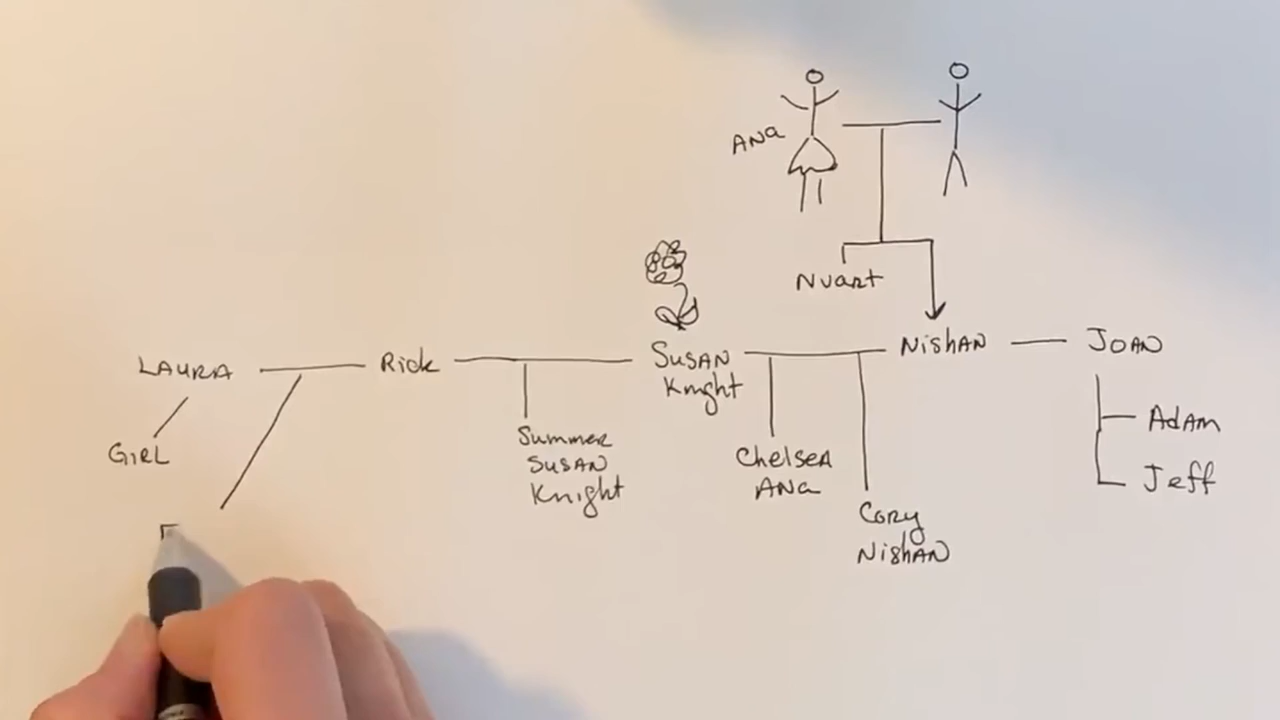 Ana
Nuart
Laura
Rick
Susan
Knight
Nishan
Joan
Girl
Summer
Susan
Knight
Chelsea
Ana
Cory
Nishan
Adam
Jeff